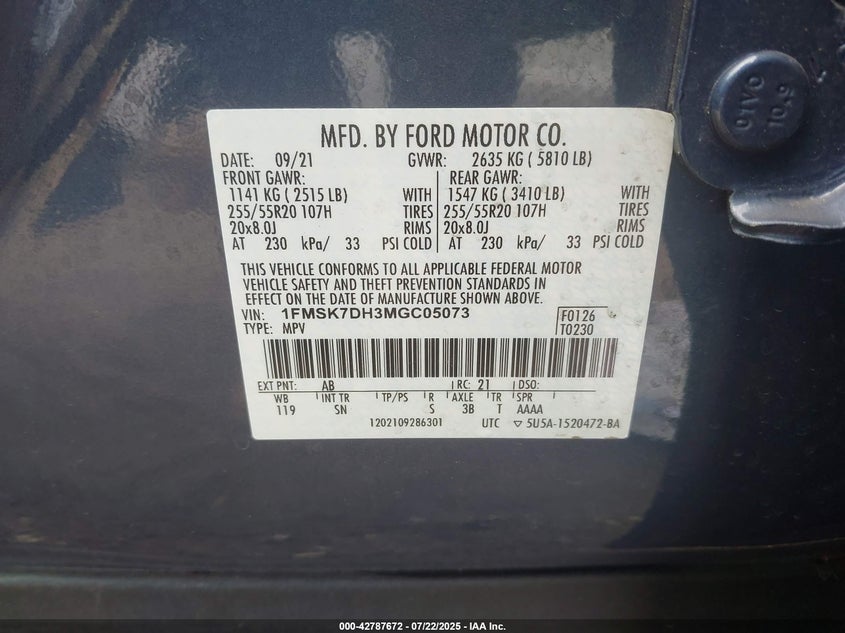 MFD. BY FORD MOTOR CO.
DATE: 09/21 GVWR: 2635 KG ( 5810 LB)
FRONT GAWR: REAR GAWR:
1141 KG ( 2515 LB) WITH 1547 KG ( 3410 LB) WITH
255/55R20 107H TIRES 255/55R20 107H TIRES
20x8.0J RIMS 20x8.0J RIMS
AT 230 kPa/ 33 PSI COLD AT 230 kPa/ 33 PSI COLD
THIS VEHICLE CONFORMS TO ALL APPLICABLE FEDERAL MOTOR
VEHICLE SAFETY AND THEFT PREVENTION STANDARDS IN
EFFECT ON THE DATE OF MANUFACTURE SHOWN ABOVE.
VIN: 1FMSK7DH3MGC05073 F0126
TYPE: MPV T0230
EXT PNT: AB RC: 21 DSO:
WB INT TR TP/PS R AXLE TR SPR
119 SN S 3B T AAAA
1202109286301 UTC ▽ 5U5A-1520472-BA
10.9
000-42787672 - 07/22/2025 - IAA Inc.